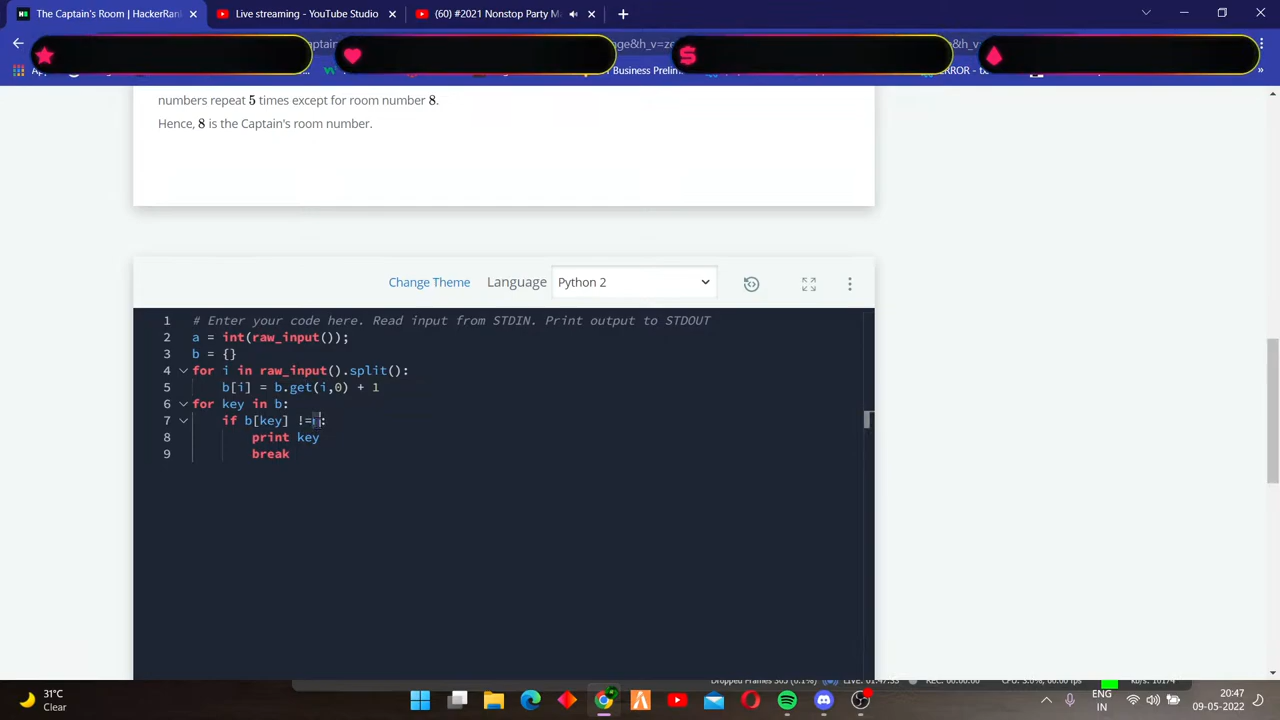 The Captain's Room | HackerRan
Live streaming - YouTube Studio
(60) #2021 Nonstop Party M
Business Prelim
ERROR
numbers repeat 5 times except for room number 8.
Hence, 8 is the Captain's room number.
Change Theme Language Python 2
1 # Enter your code here. Read input from STDIN. Print output to STDOUT
2 a = int(raw_input());
3 b = {}
4 for i in raw_input().split():
5 b[i] = b.get(i,0) + 1
6 for key in b:
7 if b[key] !=
8 print key
9 break
31°C
Clear
ENG
IN
20:47
09-05-2022